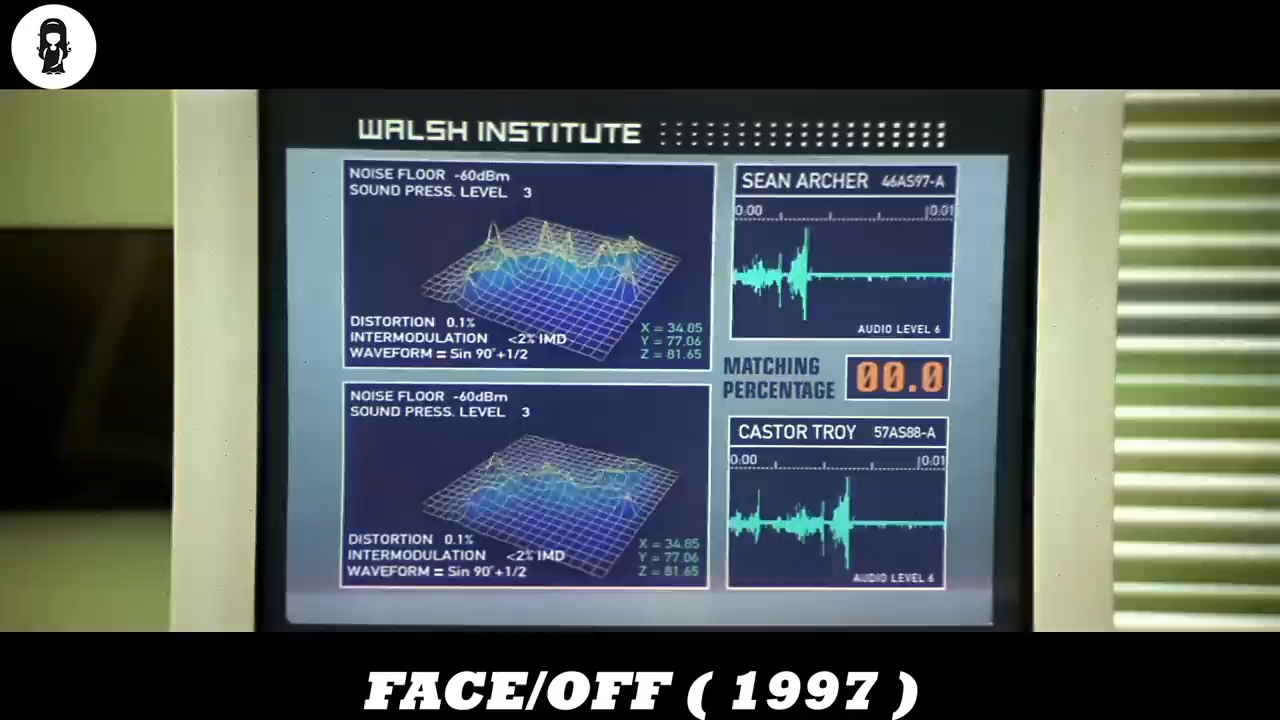 WALSH INSTITUTE
NOISE FLOOR -60dBm
SOUND PRESS. LEVEL 3
DISTORTION 0.1%
INTERMODULATION <2% IMD
WAVEFORM = Sin 90°+1/2
X = 34.85
Y = 77.06
Z = 81.65
SEAN ARCHER 46AS97-A
0:00 0:01
AUDIO LEVEL 6
MATCHING
PERCENTAGE
00.0
NOISE FLOOR -60dBm
SOUND PRESS. LEVEL 3
DISTORTION 0.1%
INTERMODULATION <2% IMD
WAVEFORM = Sin 90°+1/2
X = 34.85
Y = 77.06
Z = 81.65
CASTOR TROY 57AS88-A
0:00 0:01
AUDIO LEVEL 6
FACE/OFF ( 1997 )